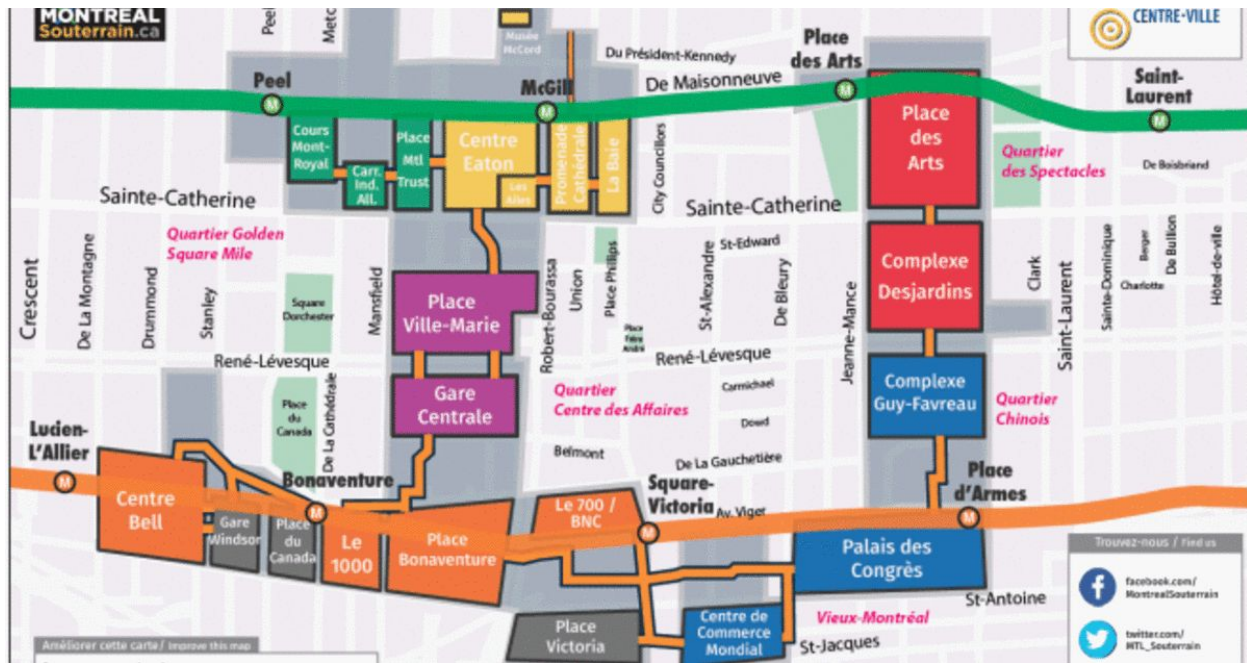 MONTRÉAL
Souterrain.ca
Peel
Metc
Musée
McCord
Du Président-Kennedy
De Maisonneuve
Place
des Arts
CENTRE-VILLE
Peel
M
McGill
M
M
Saint-
Laurent
M
Cours
Mont-
Royal
Carr.
Ind.
All.
Place
Mtl
Trust
Centre
Eaton
Les
Ailes
Promenade
Cathédrale
La Baie
City Councillors
Place
des
Arts
Quartier
des Spectacles
De Boisbriand
Sainte-Catherine
Sainte-Catherine
Quartier Golden
Square Mile
Crescent
De La Montagne
Drummond
Stanley
Square
Dorchester
Mansfield
Place
Ville-Marie
Robert-Bourassa
Union
Place Phillips
Place
Frère
André
St-Alexandre
St-Edward
De Bleury
Jeanne-Mance
Complexe
Desjardins
Clark
Saint-Laurent
Sainte-Dominique
Berger
De Bullion
Charlotte
Hôtel-de-ville
René-Lévesque
René-Lévesque
Place
du
Canada
De La Cathédrale
Gare
Centrale
Quartier
Centre des Affaires
Carmichael
Dowd
Complexe
Guy-Favreau
Quartier
Chinois
Belmont
De La Gauchetière
Lucien-
L'Allier
M
Centre
Bell
Bonaventure
M
Gare
Windsor
Place
du
Canada
Le
1000
Place
Bonaventure
Le 700 /
BNC
Square-
Victoria
M
Av. Viger
Place
d'Armes
M
Palais des
Congrès
Place
Victoria
Centre de
Commerce
Mondial
Vieux-Montréal
St-Antoine
St-Jacques
Trouvez-nous / Find us
facebook.com/
MontrealSouterrain
twitter.com/
MTL_Souterrain
Améliorer cette carte / Improve this map